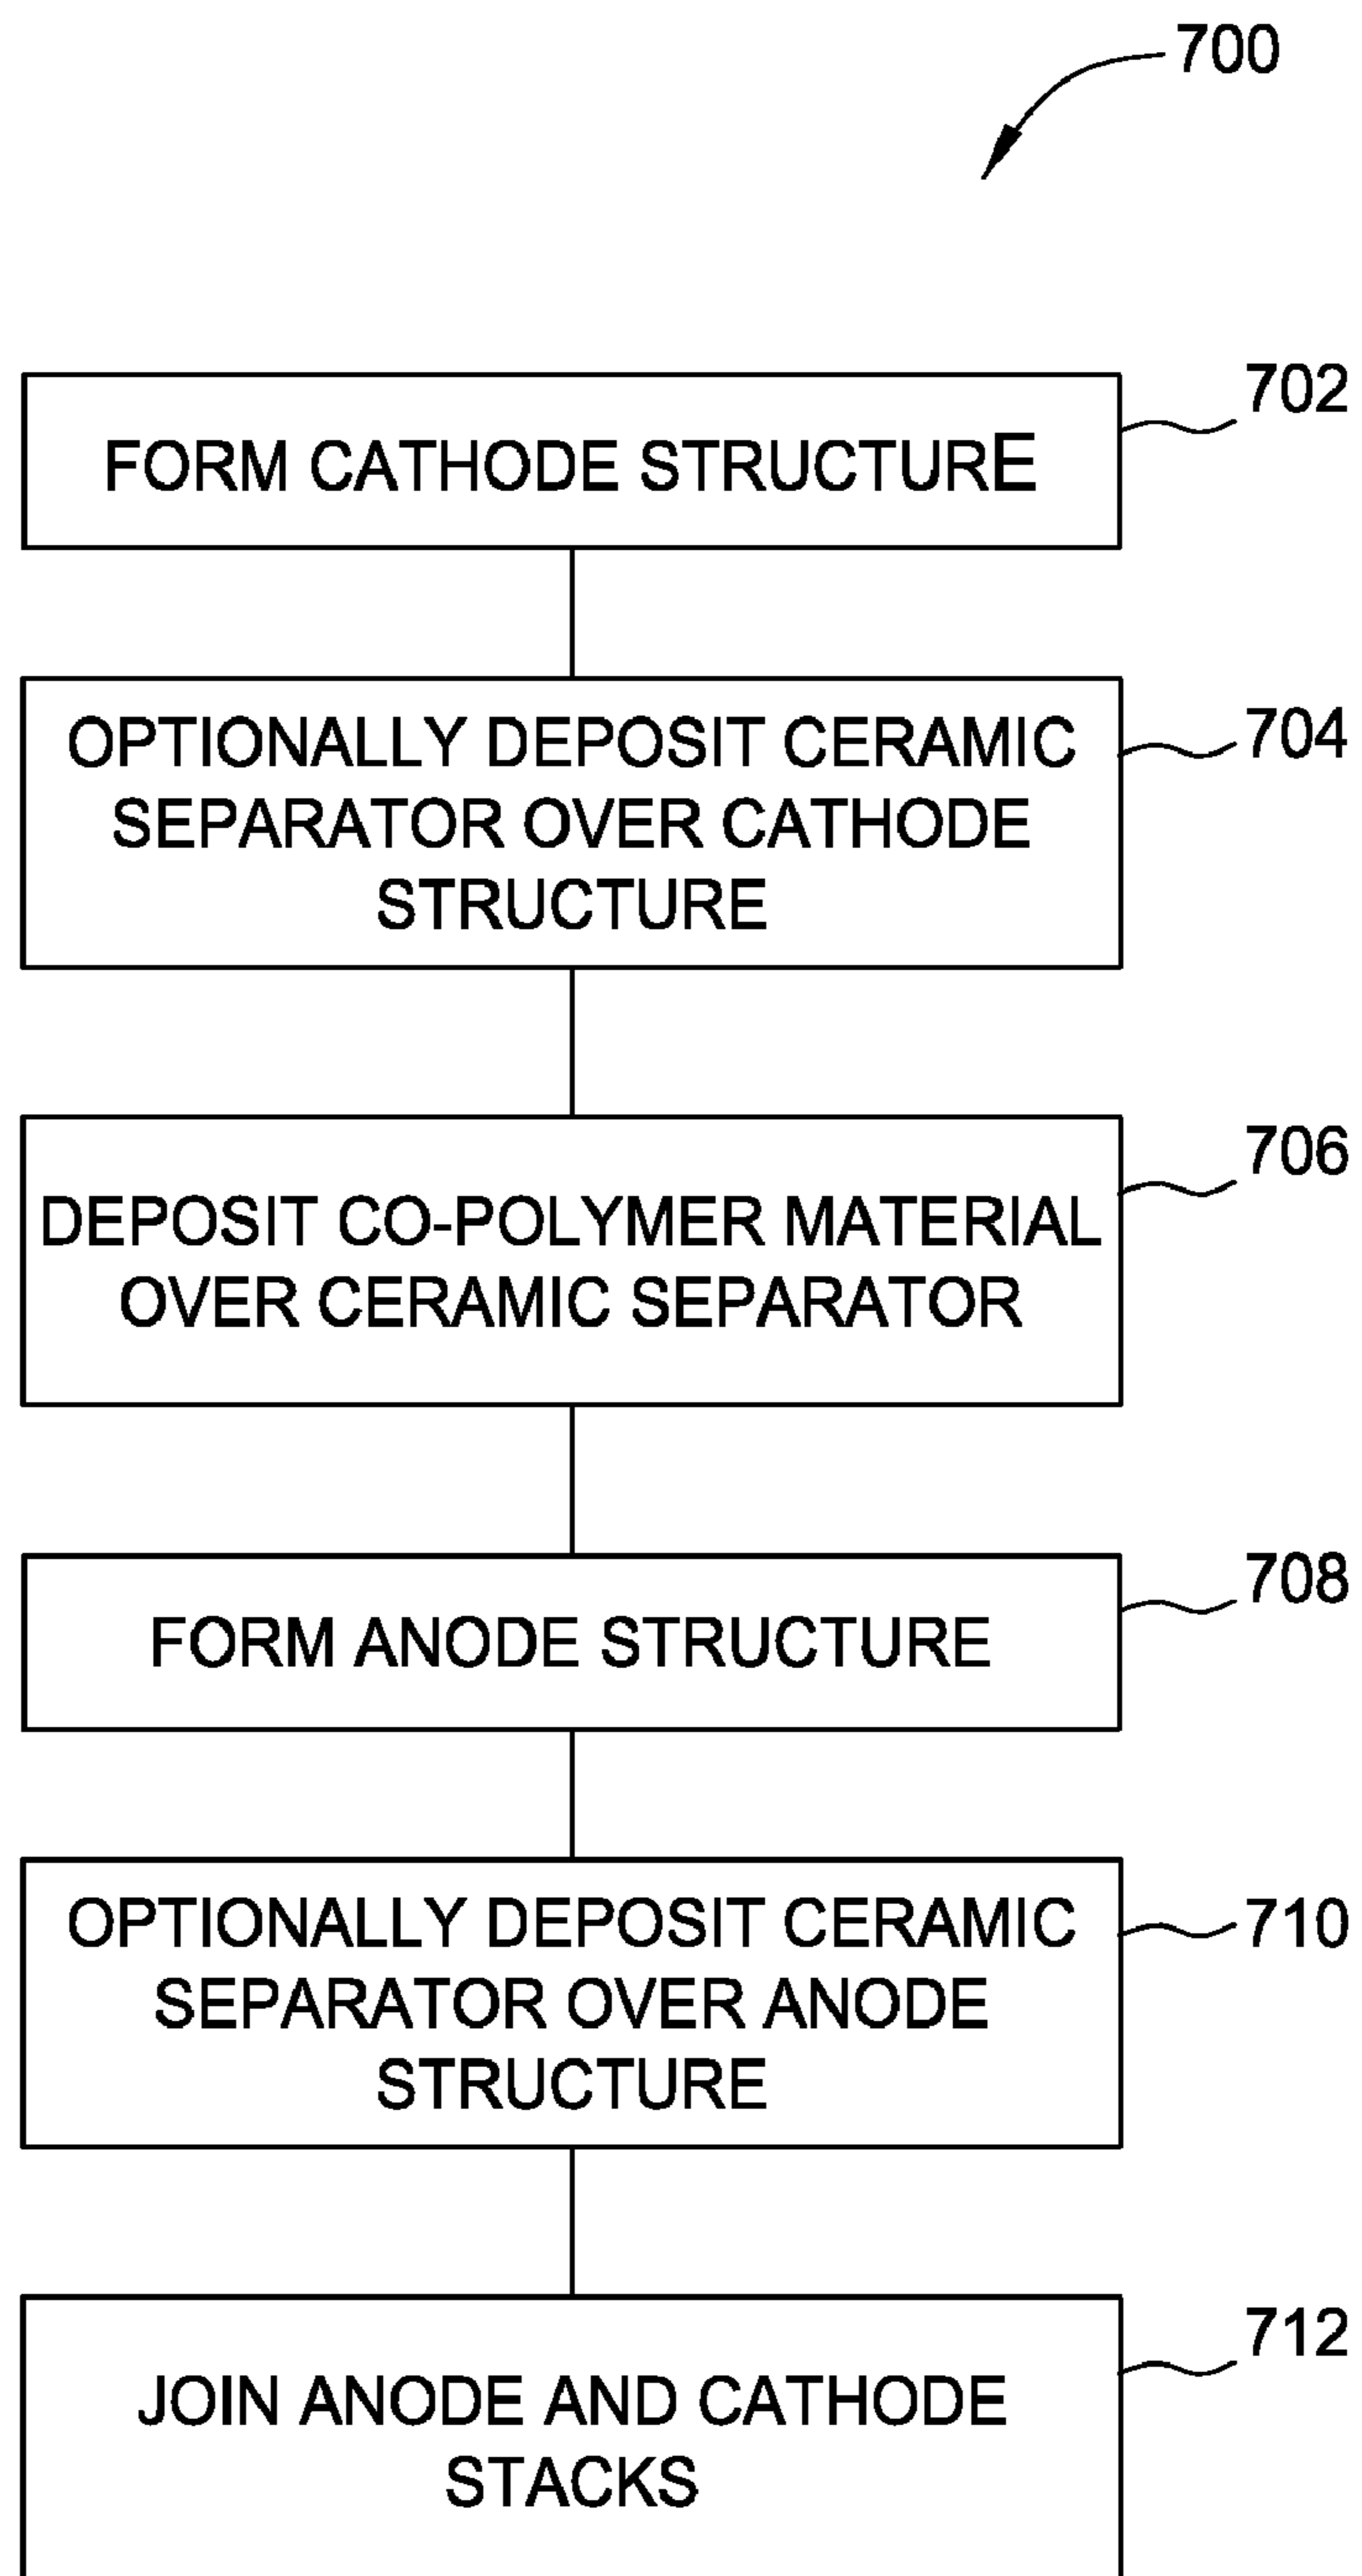 700
702
FORM CATHODE STRUCTURE
704
OPTIONALLY DEPOSIT CERAMIC
SEPARATOR OVER CATHODE
STRUCTURE
706
DEPOSIT CO-POLYMER MATERIAL
OVER CERAMIC SEPARATOR
708
FORM ANODE STRUCTURE
710
OPTIONALLY DEPOSIT CERAMIC
SEPARATOR OVER ANODE
STRUCTURE
712
JOIN ANODE AND CATHODE
STACKS